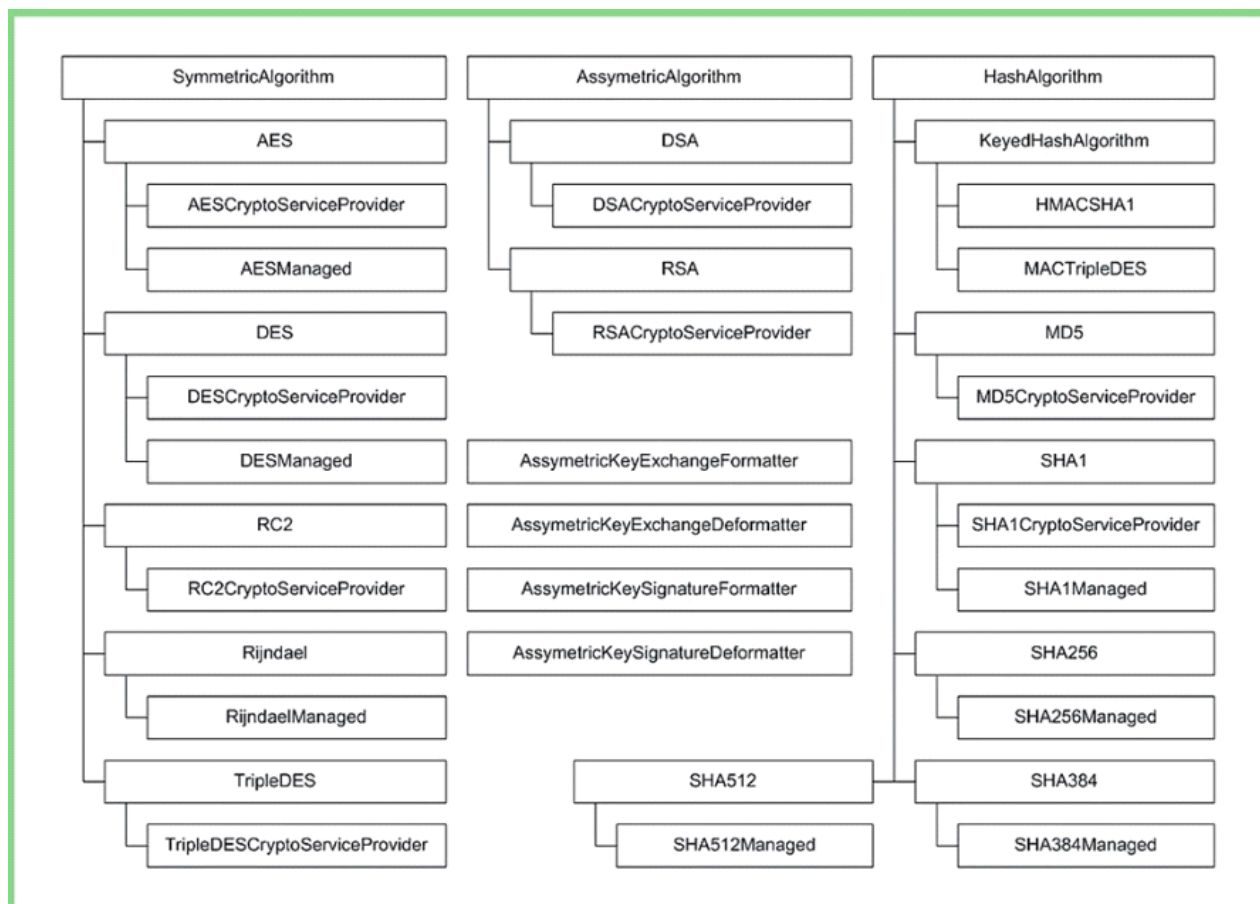 SymmetricAlgorithm
AES
AESCryptoServiceProvider
AESManaged
DES
DESCryptoServiceProvider
DESManaged
RC2
RC2CryptoServiceProvider
Rijndael
RijndaelManaged
TripleDES
TripleDESCryptoServiceProvider
AssymetricAlgorithm
DSA
DSACryptoServiceProvider
RSA
RSACryptoServiceProvider
AssymetricKeyExchangeFormatter
AssymetricKeyExchangeDeformatter
AssymetricKeySignatureFormatter
AssymetricKeySignatureDeformatter
HashAlgorithm
KeyedHashAlgorithm
HMACSHA1
MACTripleDES
MD5
MD5CryptoServiceProvider
SHA1
SHA1CryptoServiceProvider
SHA1Managed
SHA256
SHA256Managed
SHA384
SHA384Managed
SHA512
SHA512Managed